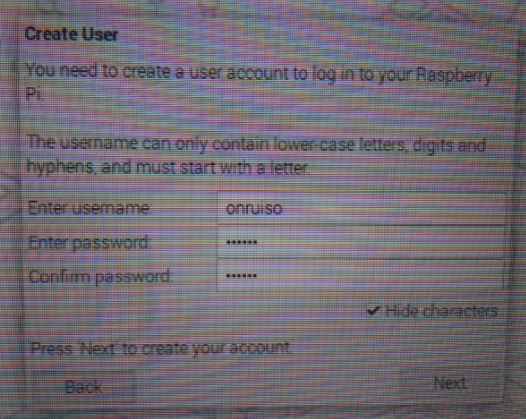 Create User
You need to create a user account to log in to your Raspberry
Pi.
The username can only contain lower-case letters, digits and
hyphens, and must start with a letter.
Enter username: onruiso
Enter password: ••••••
Confirm password: ••••••
✔ Hide characters
Press 'Next' to create your account.
Back Next